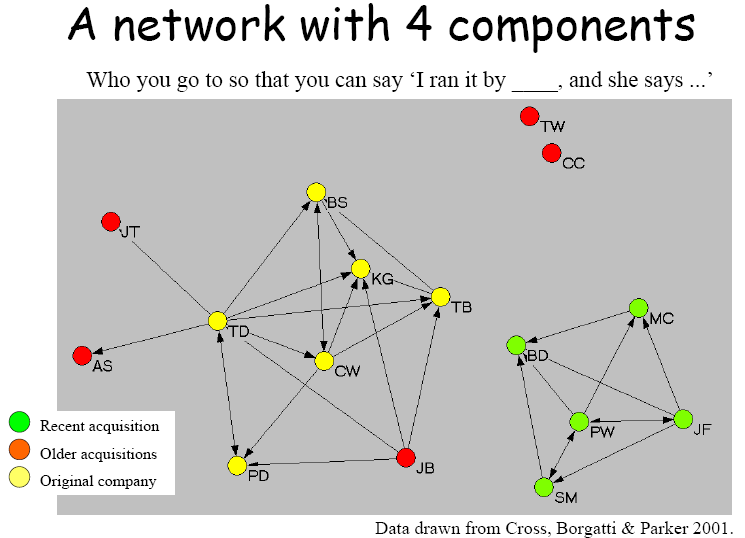 A network with 4 components
Who you go to so that you can say ‘I ran it by ____, and she says ...’
TW
CC
BS
JT
KG
TB
MC
TD
BD
AS
CW
PW
JF
JB
PD
SM
Recent acquisition
Older acquisitions
Original company
Data drawn from Cross, Borgatti & Parker 2001.